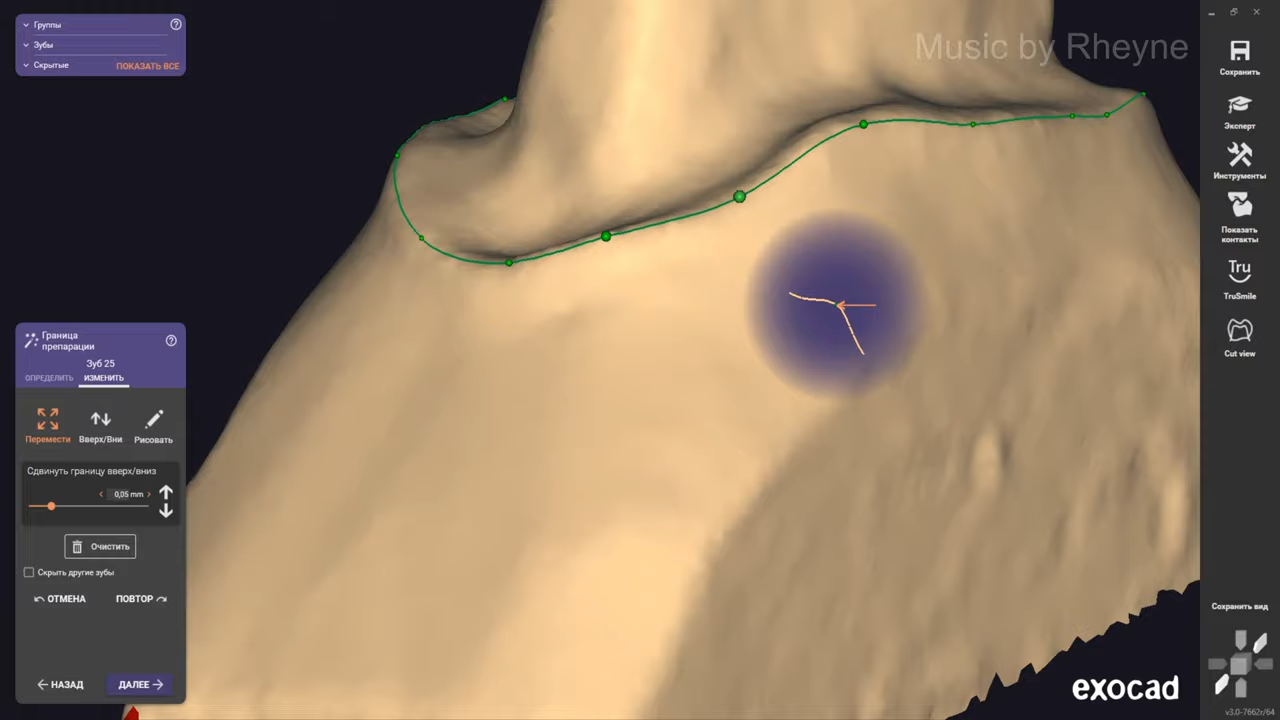 Группы
Зубы
Скрытые
ПОКАЗАТЬ ВСЕ
Music by Rheyne
Сохранить
Эксперт
Инструменты
Показать
контакты
TruSmile
Cut view
Граница
препарации
Зуб 25
ОПРЕДЕЛИТЬ
ИЗМЕНИТЬ
Перемести
Вверх/Вни
Рисовать
Сдвинуть границу вверх/вниз
0,05 mm
Очистить
Скрыть другие зубы
ОТМЕНА
ПОВТОР
НАЗАД
ДАЛЕЕ
Сохранить вид
exocad
v3.0-7662r/64